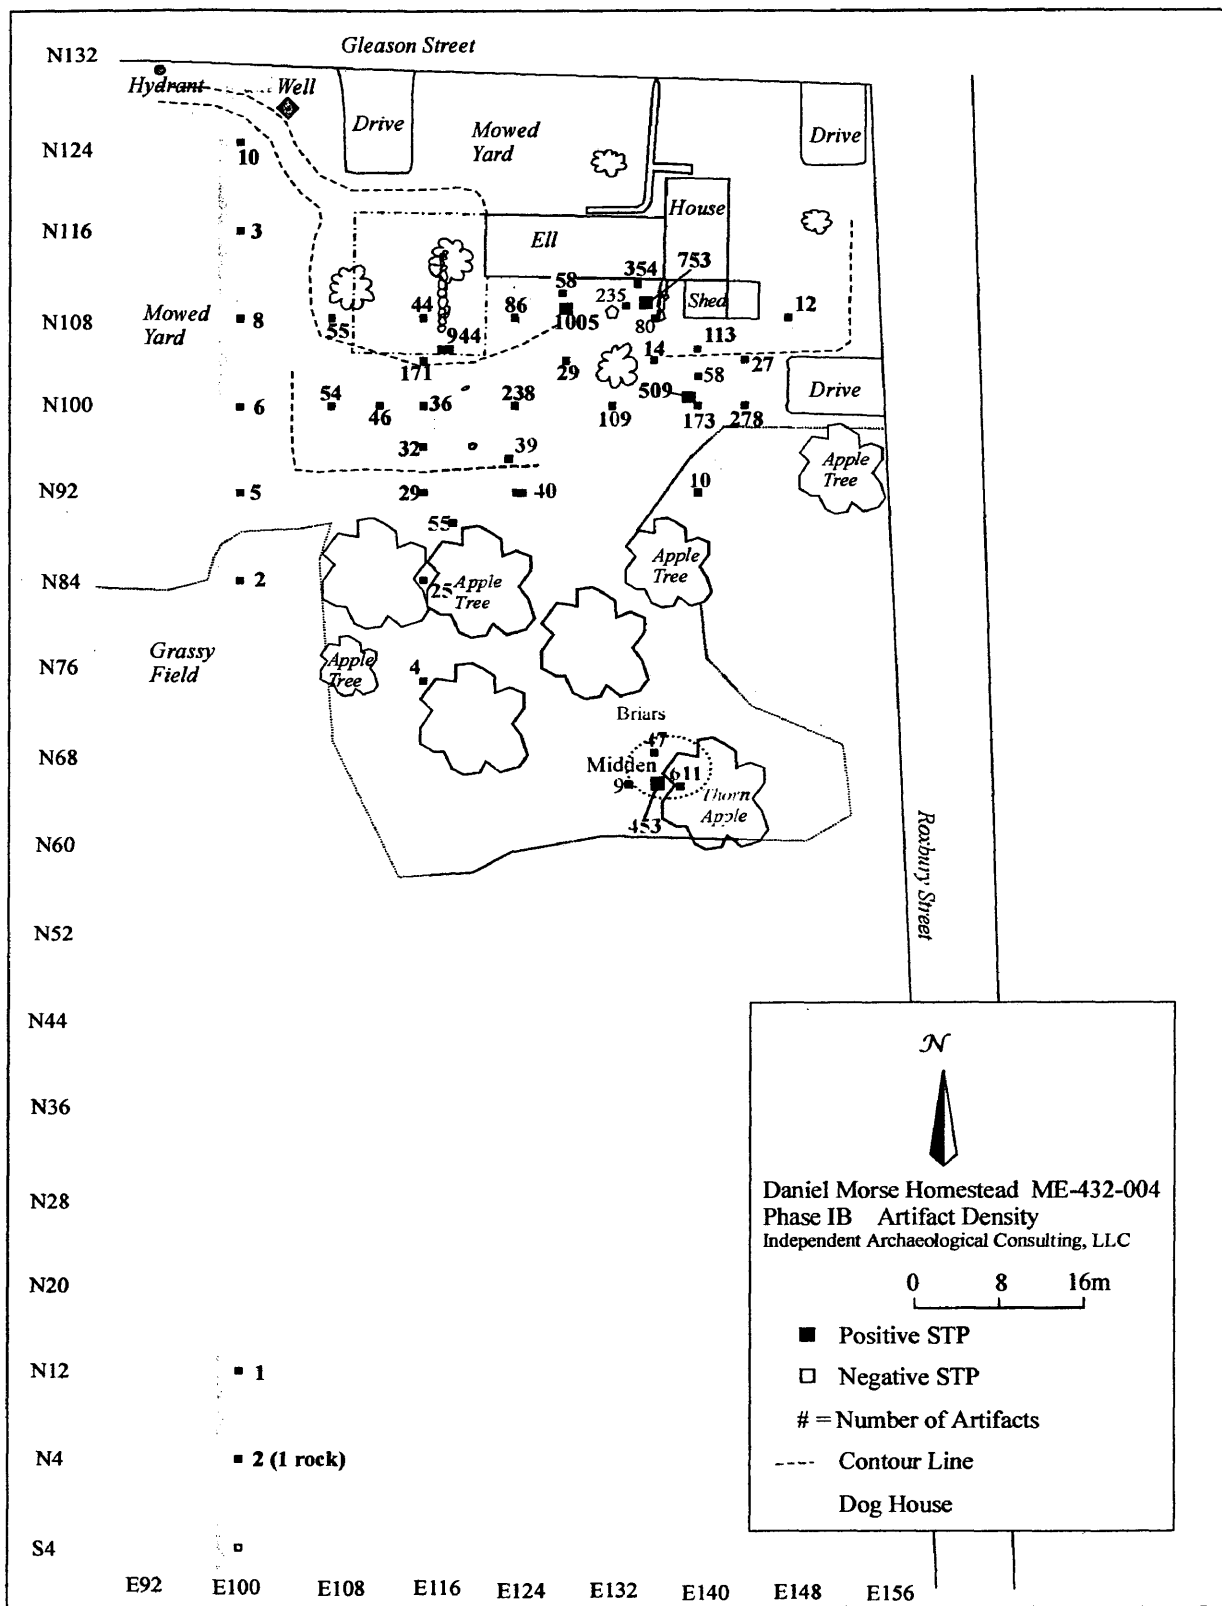 Gleason Street
N132
Hydrant
Well
Drive
Mowed
Yard
Drive
N124
10
House
N116
3
Ell
354
753
58
235
Shed
12
Mowed
Yard
N108
8
55
44
86
1005
80
944
113
171
29
14
27
58
Drive
54
238
509
N100
6
46
36
109
173
278
32
39
Apple
Tree
N92
5
29
40
10
55
Apple
Tree
N84
2
25
Apple
Tree
Grassy
Field
N76
Apple
Tree
4
Briars
N68
47
Midden
9
611
Thorn
Apple
453
N60
Roxbury Street
N52
N44
N
N36
N28
Daniel Morse Homestead ME-432-004
Phase IB Artifact Density
Independent Archaeological Consulting, LLC
N20
0 8 16m
Positive STP
N12
1
Negative STP
# = Number of Artifacts
N4
2 (1 rock)
Contour Line
Dog House
S4
E92 E100 E108 E116 E124 E132 E140 E148 E156